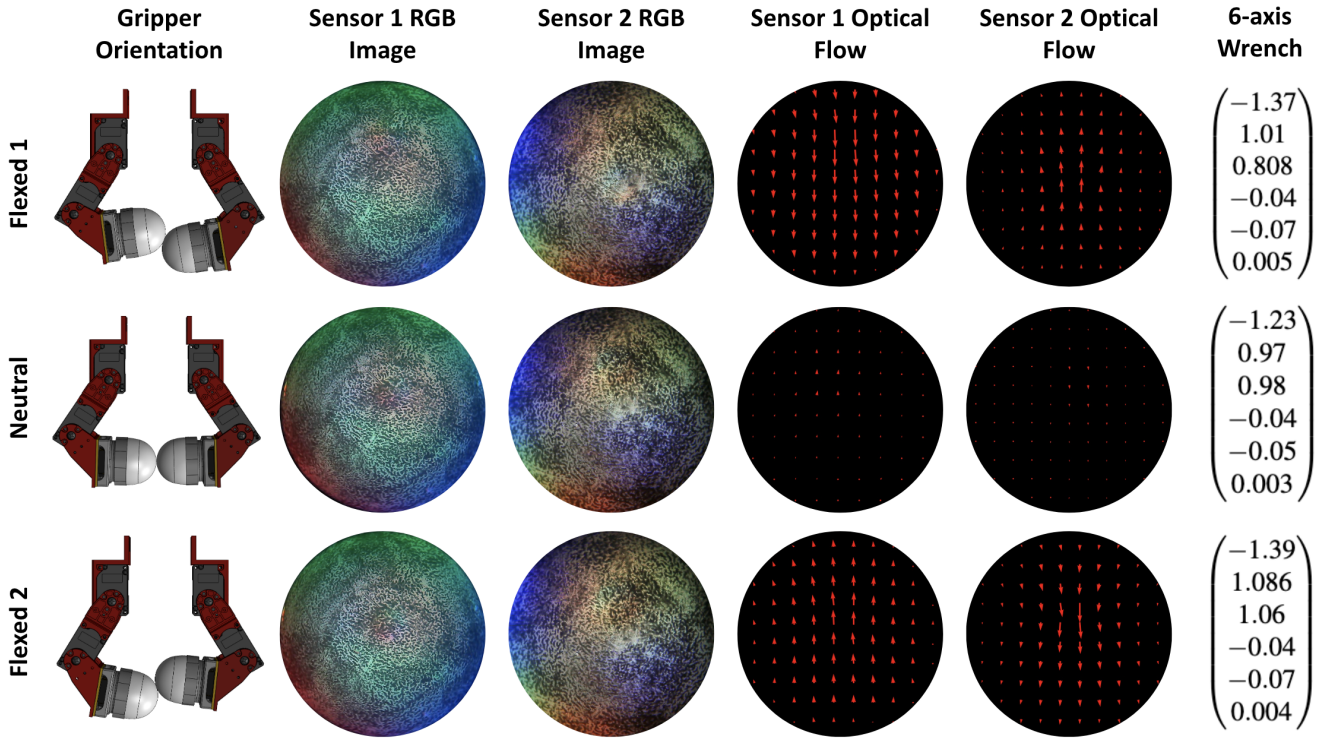 Gripper
Orientation
Sensor 1 RGB
Image
Sensor 2 RGB
Image
Sensor 1 Optical
Flow
Sensor 2 Optical
Flow
6-axis
Wrench
Flexed 1
−1.37
1.01
0.808
−0.04
−0.07
0.005
Neutral
−1.23
0.97
0.98
−0.04
−0.05
0.003
Flexed 2
−1.39
1.086
1.06
−0.04
−0.07
0.004